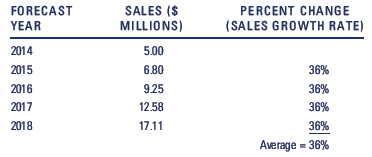 FORECAST YEAR SALES ($ MILLIONS) PERCENT CHANGE (SALES GROWTH RATE)
2014 5.00
2015 6.80 36%
2016 9.25 36%
2017 12.58 36%
2018 17.11 36%
Average = 36%